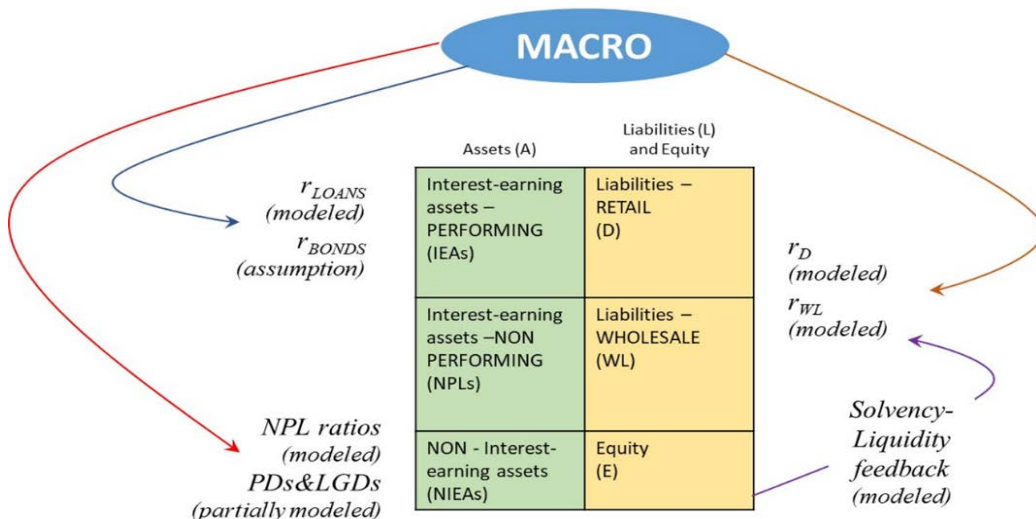 MACRO
Assets (A)
Liabilities (L)
and Equity
r_LOANS
(modeled)
r_BONDS
(assumption)
Interest-earning
assets –
PERFORMING
(IEAs)
Liabilities –
RETAIL
(D)
r_D
(modeled)
r_WL
(modeled)
Interest-earning
assets –NON
PERFORMING
(NPLs)
Liabilities –
WHOLESALE
(WL)
NPL ratios
(modeled)
PDs&LGDs
(partially modeled)
NON - Interest-
earning assets
(NIEAs)
Equity
(E)
Solvency-
Liquidity
feedback
(modeled)